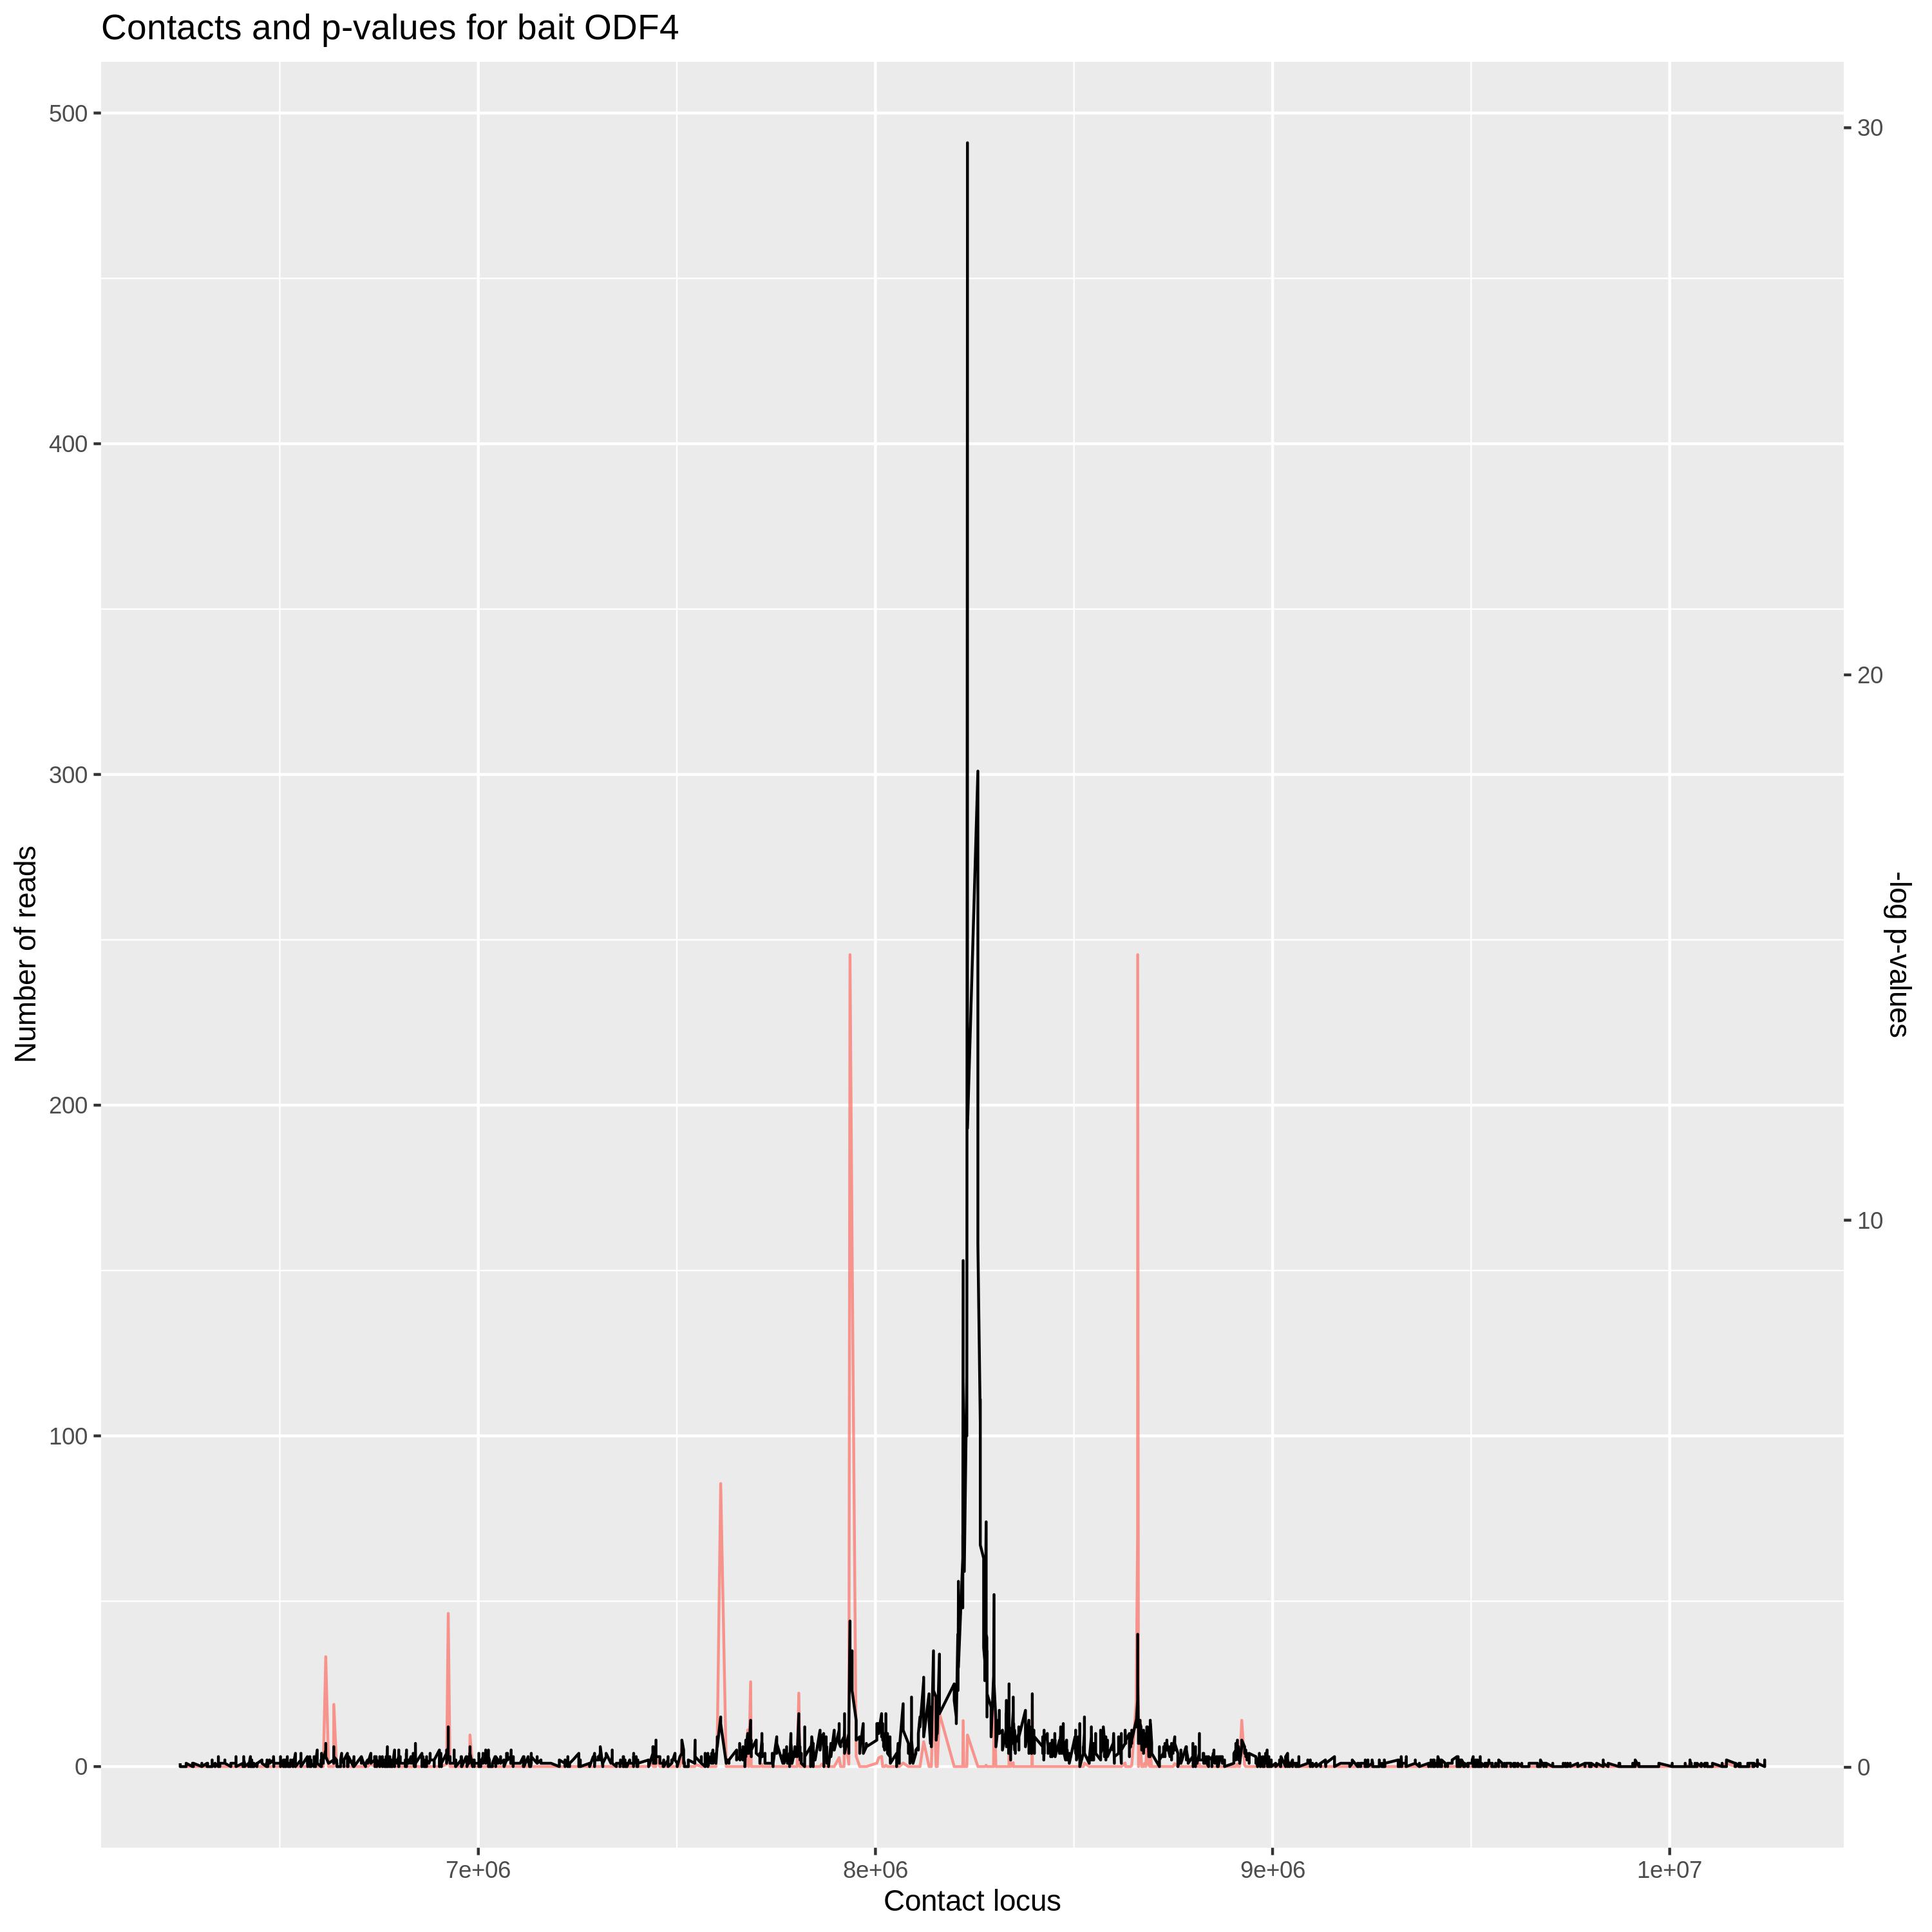 Contacts and p-values for bait ODF4
500
400
300
200
100
0
Number of reads
30
20
10
0
-log p-values
7e+06
8e+06
9e+06
1e+07
Contact locus